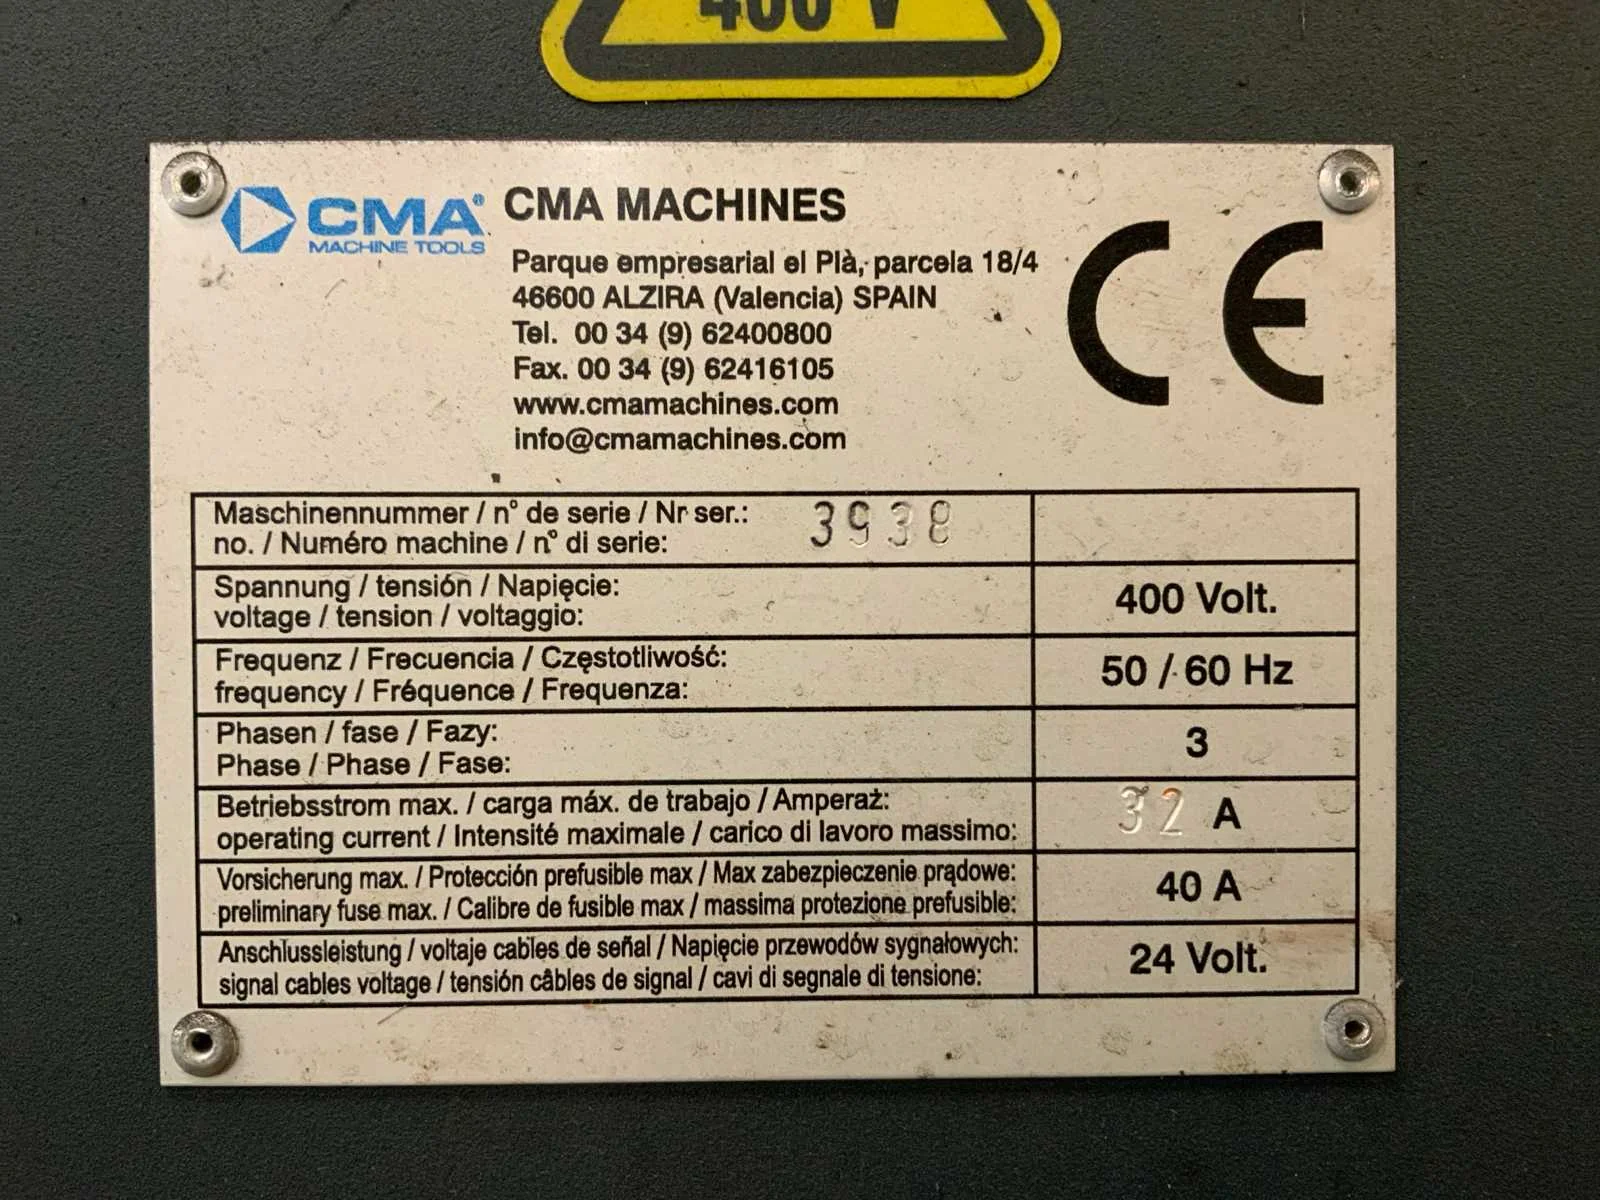 400 V
CMA®
MACHINE TOOLS
CMA MACHINES
Parque empresarial el Plà, parcela 18/4
46600 ALZIRA (Valencia) SPAIN
Tel. 00 34 (9) 62400800
Fax. 00 34 (9) 62416105
www.cmamachines.com
info@cmamachines.com
CE
Maschinennummer / n° de serie / Nr ser.:
no. / Numéro machine / n° di serie:
3938
Spannung / tensión / Napięcie:
voltage / tension / voltaggio:
400 Volt.
Frequenz / Frecuencia / Częstotliwość:
frequency / Fréquence / Frequenza:
50 / 60 Hz
Phasen / fase / Fazy:
Phase / Phase / Fase:
3
Betriebsstrom max. / carga máx. de trabajo / Amperaż:
operating current / Intensité maximale / carico di lavoro massimo:
32 A
Vorsicherung max. / Protección prefusible max / Max zabezpieczenie prądowe:
preliminary fuse max. / Calibre de fusible max / massima protezione prefusible:
40 A
Anschlussleistung / voltaje cables de señal / Napięcie przewodów sygnałowych:
signal cables voltage / tensión câbles de signal / cavi di segnale di tensione:
24 Volt.